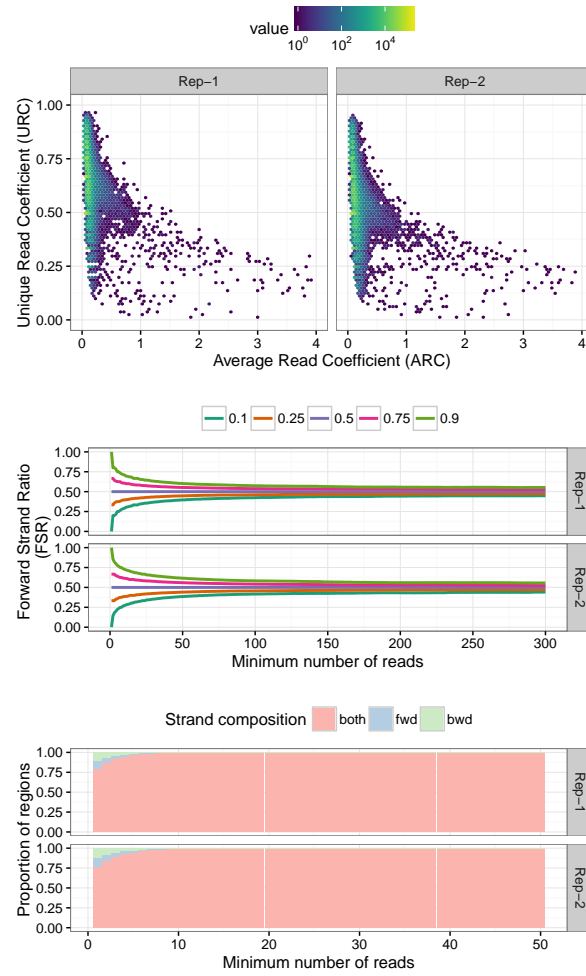 value
10^0 10^2 10^4
Rep−1 Rep−2
Unique Read Coefficient (URC)
1.00
0.75
0.50
0.25
0.00
0 1 2 3 4 0 1 2 3 4
Average Read Coefficient (ARC)
0.1 0.25 0.5 0.75 0.9
Forward Strand Ratio
(FSR)
1.00
0.75
0.50
0.25
0.00
Rep−1
1.00
0.75
0.50
0.25
0.00
Rep−2
0 50 100 150 200 250 300
Minimum number of reads
Strand composition both fwd bwd
Proportion of regions
1.00
0.75
0.50
0.25
0.00
Rep−1
1.00
0.75
0.50
0.25
0.00
Rep−2
0 10 20 30 40 50
Minimum number of reads